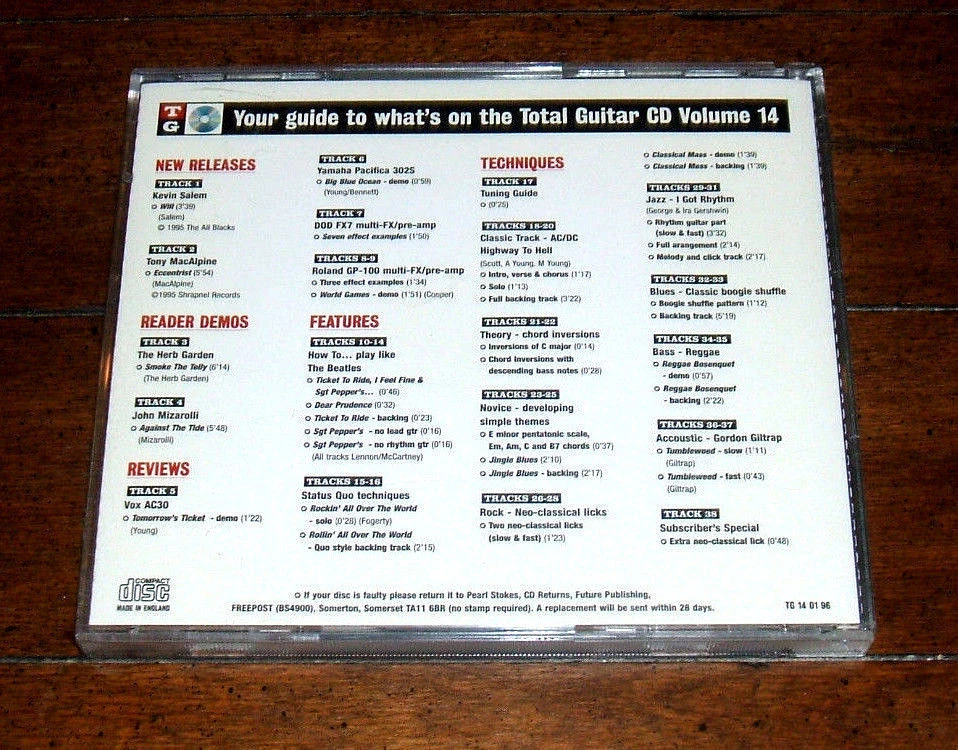 T
G
Your guide to what's on the Total Guitar CD Volume 14
NEW RELEASES
TRACK 1
Kevin Salem
Will (3'39)
(Salem)
© 1995 The All Blacks
TRACK 2
Tony MacAlpine
Eccentrist (5'54)
(MacAlpine)
©1995 Shrapnel Records
READER DEMOS
TRACK 3
The Herb Garden
Smoke The Telly (6'14)
(The Herb Garden)
TRACK 4
John Mizarolli
Against The Tide (5'48)
(Mizarolli)
REVIEWS
TRACK 5
Vox AC30
Tomorrow's Ticket - demo (1'22)
(Young)
TRACK 6
Yamaha Pacifica 302S
Big Blue Ocean - demo (0'59)
(Young/Bennett)
TRACK 7
DOD FX7 multi-FX/pre-amp
Seven effect examples (1'50)
TRACKS 8-9
Roland GP-100 multi-FX/pre-amp
Three effect examples (1'34)
World Games - demo (1'51) (Cooper)
FEATURES
TRACKS 10-14
How To... play like
The Beatles
Ticket To Ride, I Feel Fine &
Sgt Pepper's... (0'46)
Dear Prudence (0'32)
Ticket To Ride - backing (0'23)
Sgt Pepper's - no lead gtr (0'16)
Sgt Pepper's - no rhythm gtr (0'16)
(All tracks Lennon/McCartney)
TRACKS 15-16
Status Quo techniques
Rockin' All Over The World
- solo (0'28) (Fogerty)
Rollin' All Over The World
- Quo style backing track (2'15)
TECHNIQUES
TRACK 17
Tuning Guide
(0'25)
TRACKS 18-20
Classic Track - AC/DC
Highway To Hell
(Scott, A Young, M Young)
Intro, verse & chorus (1'17)
Solo (1'13)
Full backing track (3'22)
TRACKS 21-22
Theory - chord inversions
Inversions of C major (0'14)
Chord inversions with
descending bass notes (0'28)
TRACKS 23-25
Novice - developing
simple themes
E minor pentatonic scale,
Em, Am, C and B7 chords (0'37)
Jingle Blues (2'10)
Jingle Blues - backing (2'17)
TRACKS 26-28
Rock - Neo-classical licks
Two neo-classical licks
(slow & fast) (1'23)
Classical Mass - demo (1'39)
Classical Mass - backing (1'39)
TRACKS 29-31
Jazz - I Got Rhythm
(George & Ira Gershwin)
Rhythm guitar part
(slow & fast) (3'32)
Full arangement (2'14)
Melody and click track (2'17)
TRACKS 32-33
Blues - Classic boogie shuffle
Boogie shuffle pattern (1'12)
Backing track (5'19)
TRACKS 34-35
Bass - Reggae
Reggae Bosenquet
- demo (0'57)
Reggae Bosenquet
- backing (2'22)
TRACKS 36-37
Accoustic - Gordon Giltrap
Tumbleweed - slow (1'11)
(Giltrap)
Tumbleweed - fast (0'43)
(Giltrap)
TRACK 38
Subscriber's Special
Extra neo-classical lick (0'48)
COMPACT
disc
MADE IN ENGLAND
If your disc is faulty please return it to Pearl Stokes, CD Returns, Future Publishing,
FREEPOST (BS4900), Somerton, Somerset TA11 6BR (no stamp required). A replacement will be sent within 28 days.
TG 14 01 96